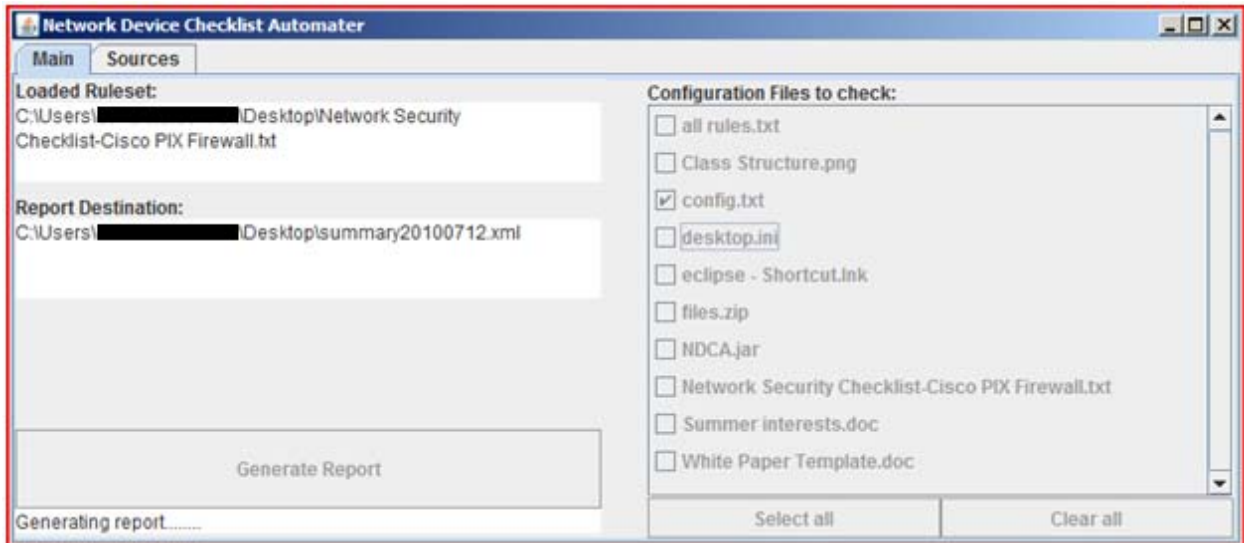 Network Device Checklist Automater
Main Sources
Loaded Ruleset:
C:\Users\ \Desktop\Network Security
Checklist-Cisco PIX Firewall.txt
Report Destination:
C:\Users\ \Desktop\summary20100712.xml
Generate Report
Generating report........
Configuration Files to check:
all rules.txt
Class Structure.png
config.txt
desktop.ini
eclipse - Shortcut.lnk
files.zip
NDCA.jar
Network Security Checklist-Cisco PIX Firewall.txt
Summer interests.doc
White Paper Template.doc
Select all Clear all